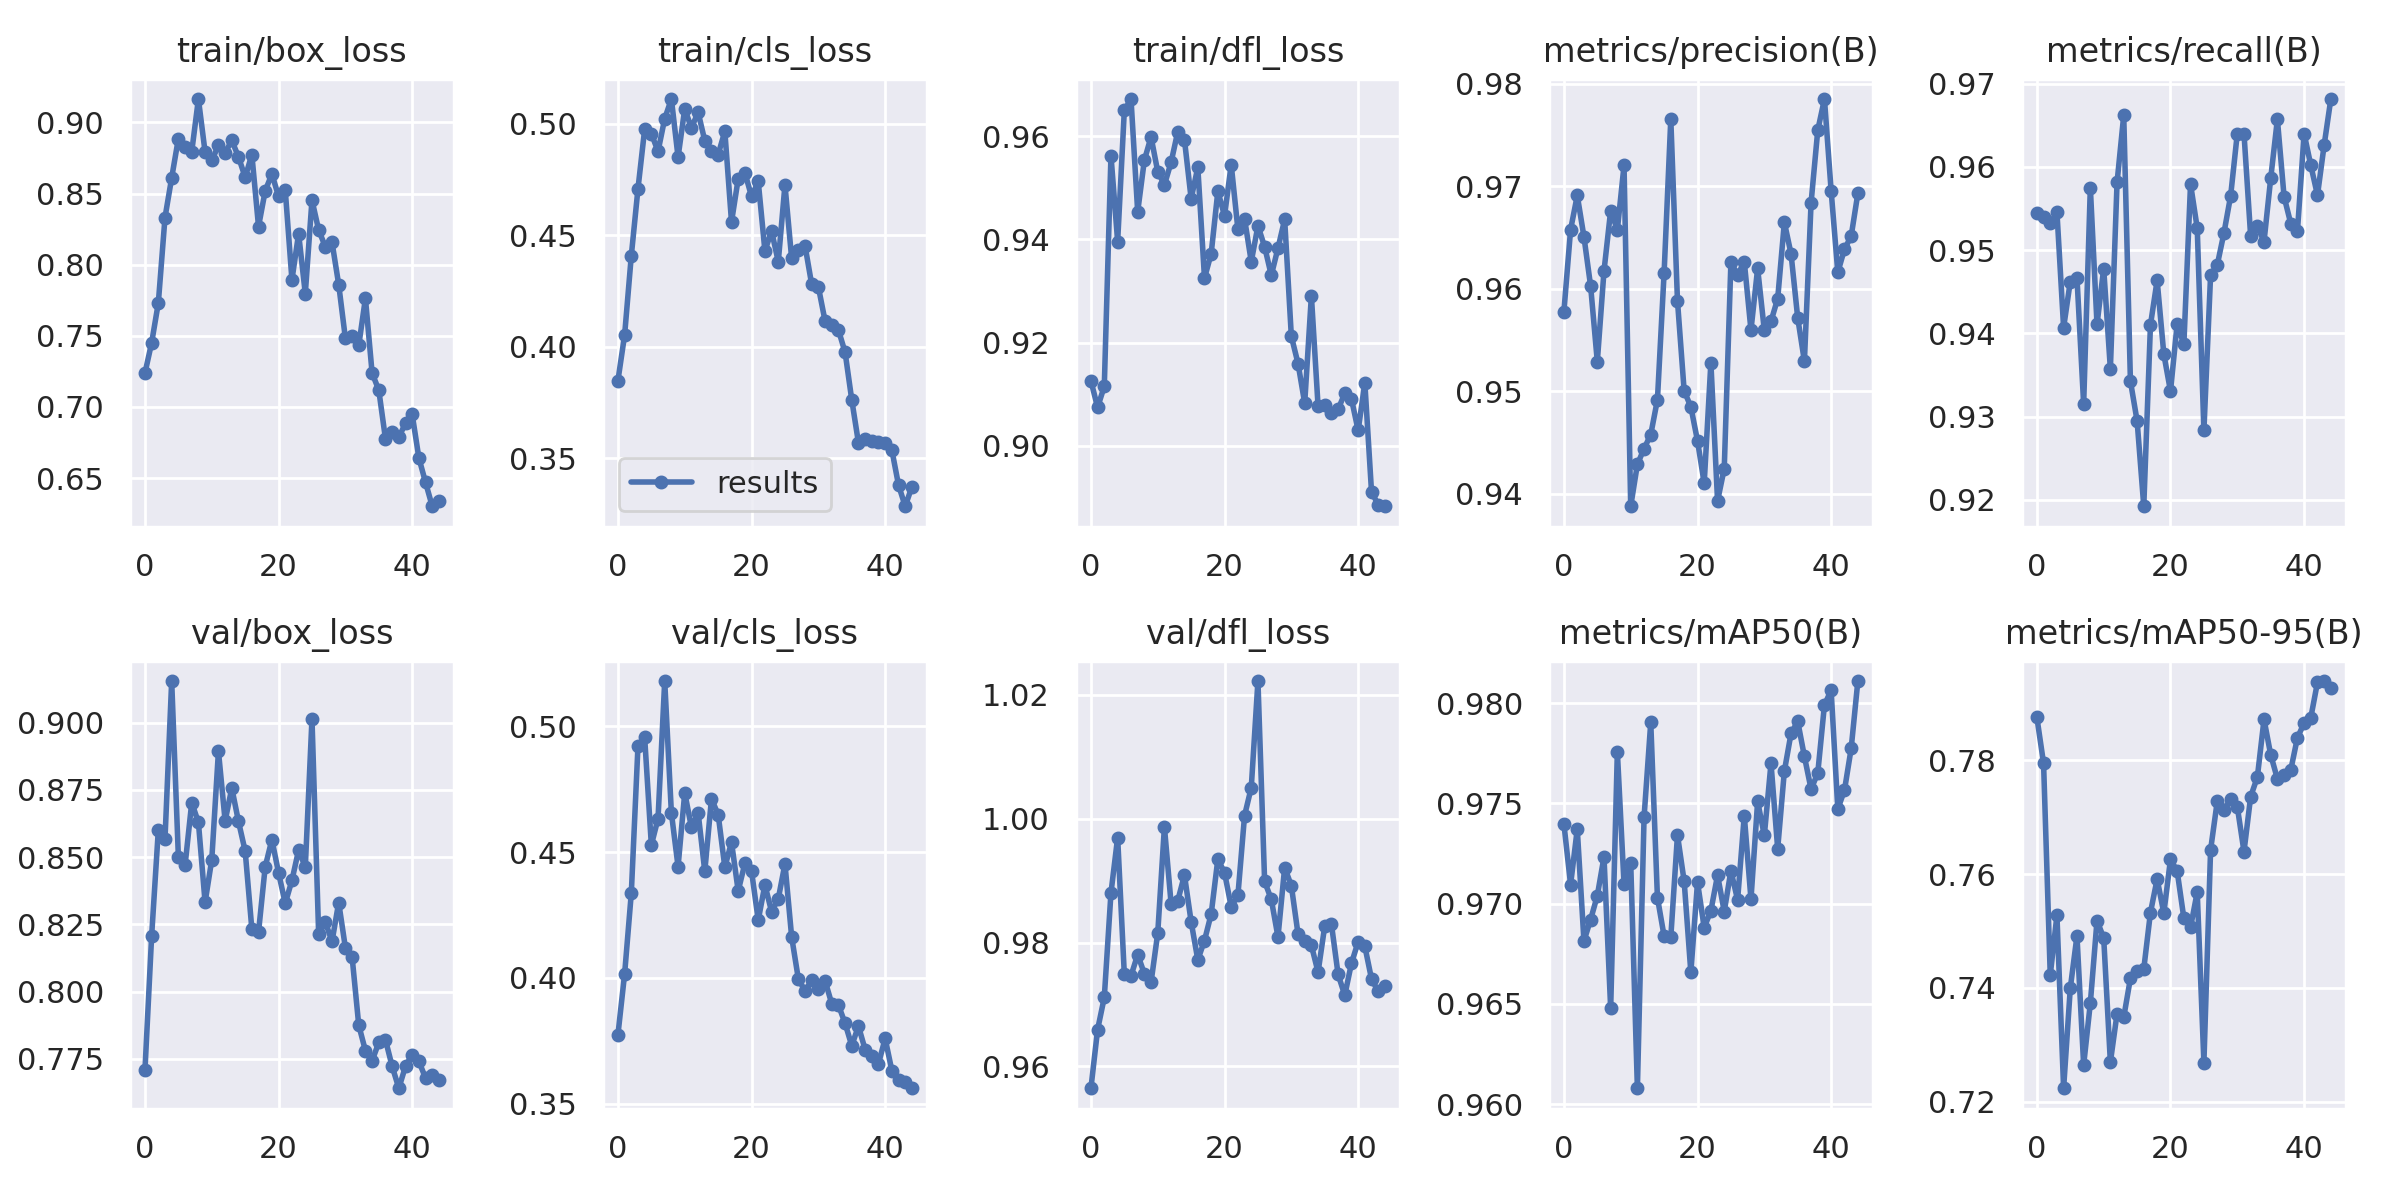 train/box_loss
0.90
0.85
0.80
0.75
0.70
0.65
0 20 40
train/cls_loss
0.50
0.45
0.40
0.35
results
0 20 40
train/dfl_loss
0.96
0.94
0.92
0.90
0 20 40
metrics/precision(B)
0.98
0.97
0.96
0.95
0.94
0 20 40
metrics/recall(B)
0.97
0.96
0.95
0.94
0.93
0.92
0 20 40
val/box_loss
0.900
0.875
0.850
0.825
0.800
0.775
0 20 40
val/cls_loss
0.50
0.45
0.40
0.35
0 20 40
val/dfl_loss
1.02
1.00
0.98
0.96
0 20 40
metrics/mAP50(B)
0.980
0.975
0.970
0.965
0.960
0 20 40
metrics/mAP50-95(B)
0.78
0.76
0.74
0.72
0 20 40